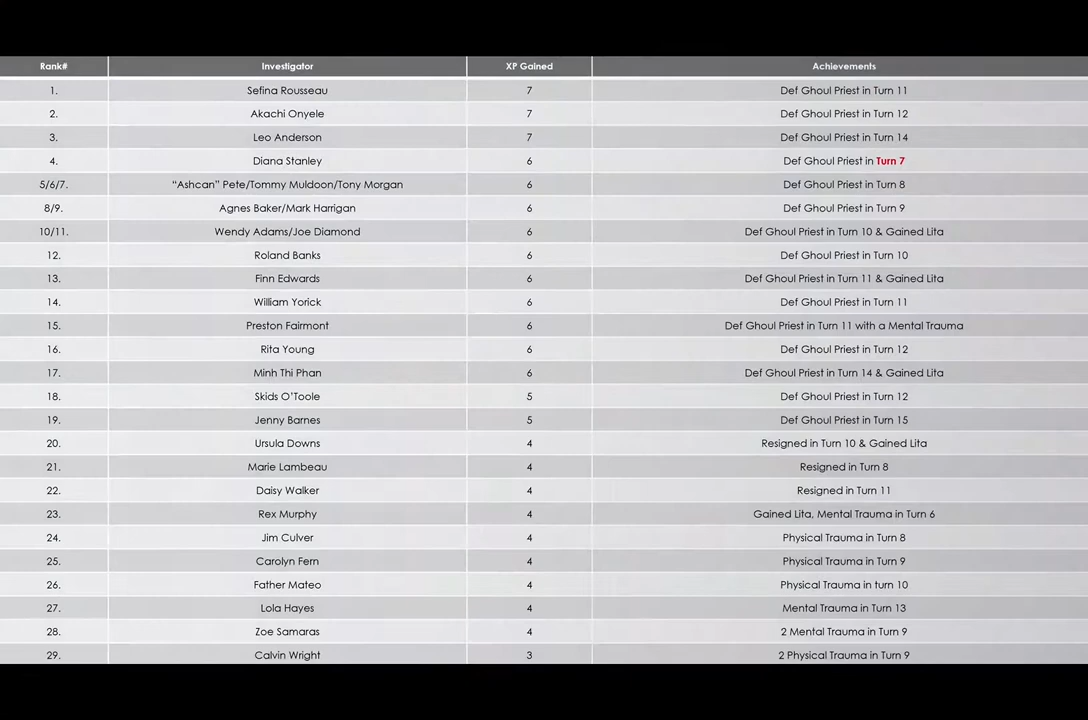 Rank# Investigator XP Gained Achievements
1. Sefina Rousseau 7 Def Ghoul Priest in Turn 11
2. Akachi Onyele 7 Def Ghoul Priest in Turn 12
3. Leo Anderson 7 Def Ghoul Priest in Turn 14
4. Diana Stanley 6 Def Ghoul Priest in Turn 7
5/6/7. “Ashcan” Pete/Tommy Muldoon/Tony Morgan 6 Def Ghoul Priest in Turn 8
8/9. Agnes Baker/Mark Harrigan 6 Def Ghoul Priest in Turn 9
10/11. Wendy Adams/Joe Diamond 6 Def Ghoul Priest in Turn 10 & Gained Lita
12. Roland Banks 6 Def Ghoul Priest in Turn 10
13. Finn Edwards 6 Def Ghoul Priest in Turn 11 & Gained Lita
14. William Yorick 6 Def Ghoul Priest in Turn 11
15. Preston Fairmont 6 Def Ghoul Priest in Turn 11 with a Mental Trauma
16. Rita Young 6 Def Ghoul Priest in Turn 12
17. Minh Thi Phan 6 Def Ghoul Priest in Turn 14 & Gained Lita
18. Skids O’Toole 5 Def Ghoul Priest in Turn 12
19. Jenny Barnes 5 Def Ghoul Priest in Turn 15
20. Ursula Downs 4 Resigned in Turn 10 & Gained Lita
21. Marie Lambeau 4 Resigned in Turn 8
22. Daisy Walker 4 Resigned in Turn 11
23. Rex Murphy 4 Gained Lita, Mental Trauma in Turn 6
24. Jim Culver 4 Physical Trauma in Turn 8
25. Carolyn Fern 4 Physical Trauma in Turn 9
26. Father Mateo 4 Physical Trauma in turn 10
27. Lola Hayes 4 Mental Trauma in Turn 13
28. Zoe Samaras 4 2 Mental Trauma in Turn 9
29. Calvin Wright 3 2 Physical Trauma in Turn 9